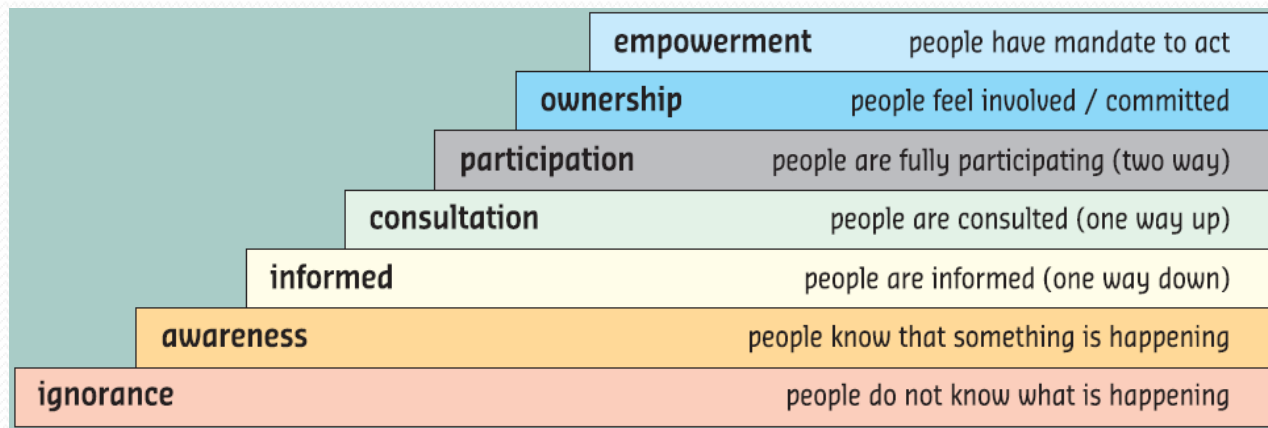 empowerment people have mandate to act
ownership people feel involved / committed
participation people are fully participating (two way)
consultation people are consulted (one way up)
informed people are informed (one way down)
awareness people know that something is happening
ignorance people do not know what is happening